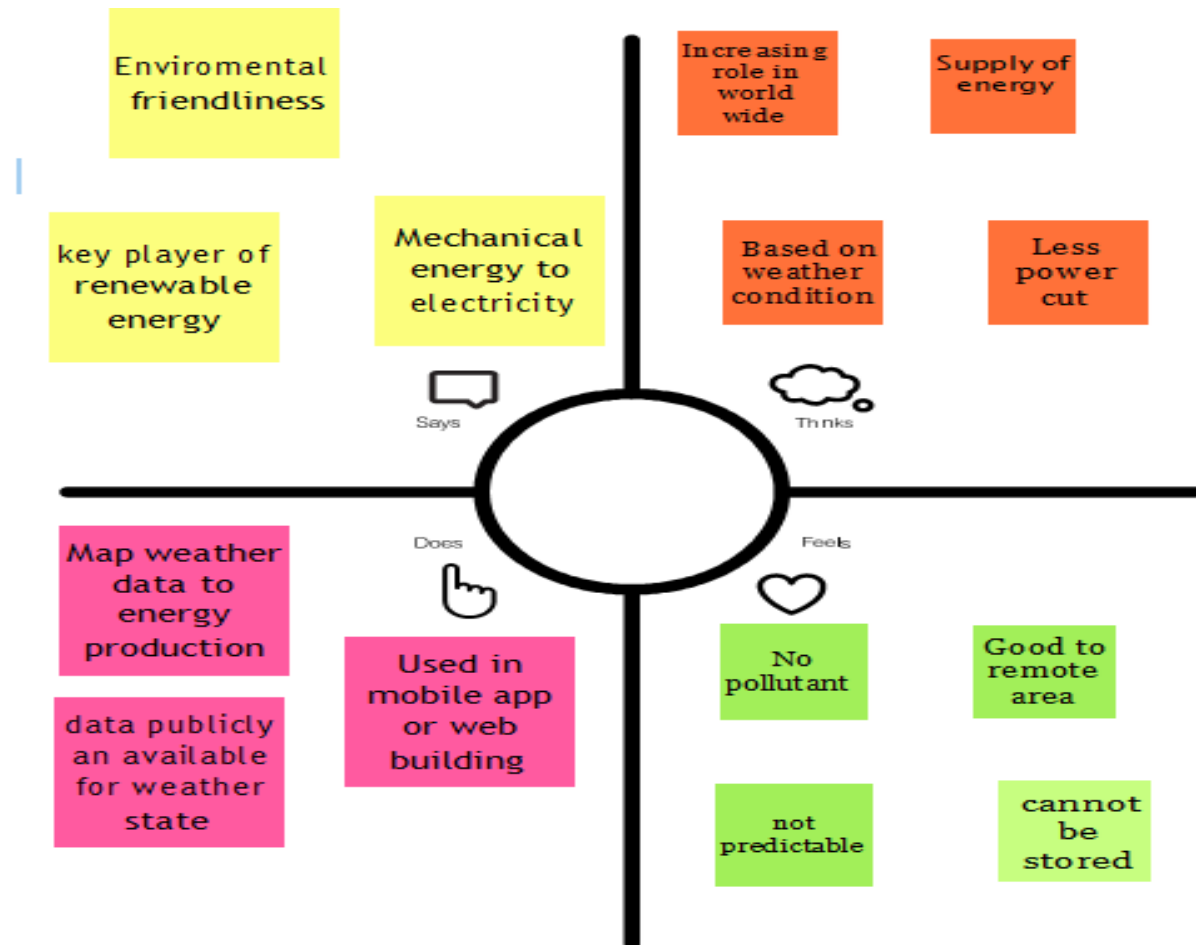 Enviromental
friendliness
key player of
renewable
energy
Mechanical
energy to
electricity
Says
Increasing
role in
world
wide
Supply of
energy
Based on
weather
condition
Less
power
cut
Thnks
Does
Map weather
data to
energy
production
data publicly
an available
for weather
state
Used in
mobile app
or web
building
Feels
No
pollutant
Good to
remote
area
not
predictable
cannot
be
stored